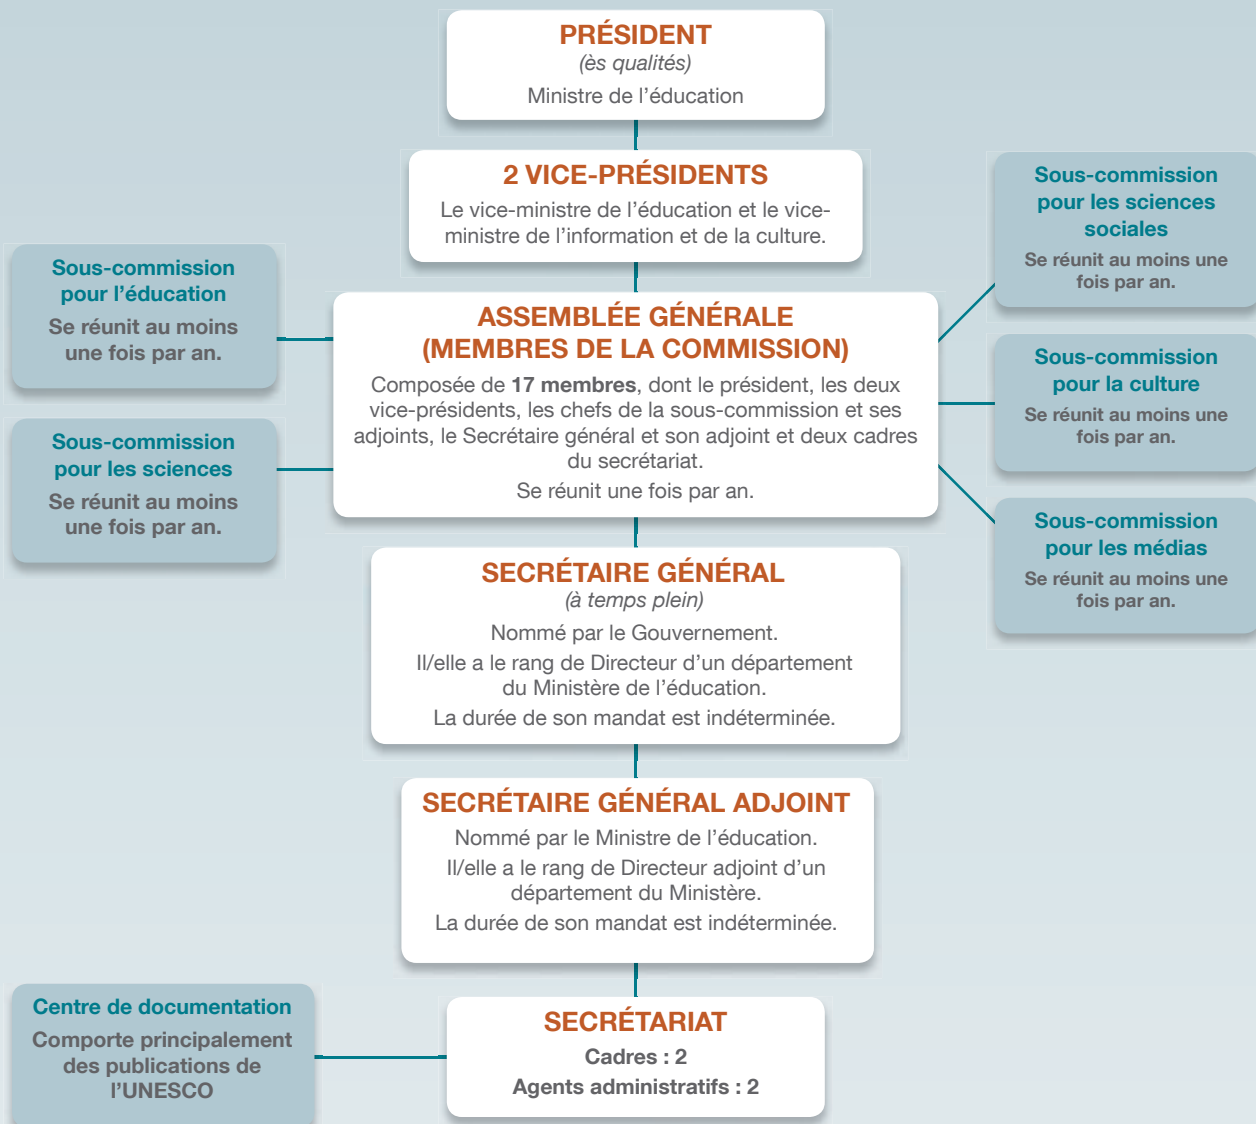 PRÉSIDENT
(ès qualités)
Ministre de l’éducation
2 VICE-PRÉSIDENTS
Le vice-ministre de l’éducation et le vice-
ministre de l’information et de la culture.
Sous-commission
pour l’éducation
Se réunit au moins
une fois par an.
Sous-commission
pour les sciences
Se réunit au moins
une fois par an.
ASSEMBLÉE GÉNÉRALE
(MEMBRES DE LA COMMISSION)
Composée de 17 membres, dont le président, les deux
vice-présidents, les chefs de la sous-commission et ses
adjoints, le Secrétaire général et son adjoint et deux cadres
du secrétariat.
Se réunit une fois par an.
Sous-commission
pour les sciences
sociales
Se réunit au moins une
fois par an.
Sous-commission
pour la culture
Se réunit au moins une
fois par an.
Sous-commission
pour les médias
Se réunit au moins une
fois par an.
SECRÉTAIRE GÉNÉRAL
(à temps plein)
Nommé par le Gouvernement.
Il/elle a le rang de Directeur d’un département
du Ministère de l’éducation.
La durée de son mandat est indéterminée.
SECRÉTAIRE GÉNÉRAL ADJOINT
Nommé par le Ministre de l’éducation.
Il/elle a le rang de Directeur adjoint d’un
département du Ministère.
La durée de son mandat est indéterminée.
Centre de documentation
Comporte principalement
des publications de
l’UNESCO
SECRÉTARIAT
Cadres : 2
Agents administratifs : 2